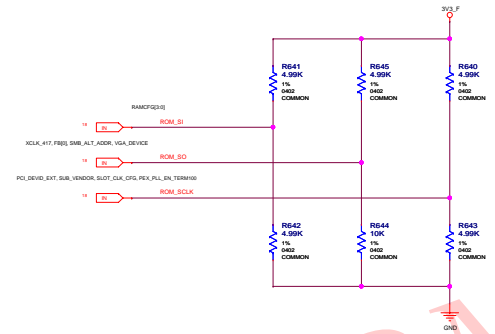 3V3_F
R641
4.99K
1%
0402
COMMON
R645
4.99K
1%
0402
COMMON
R640
4.99K
1%
0402
COMMON
RAMCFG[3:0]
IN
ROM_SI
XCLK_417, FB[0], SMB_ALT_ADDR, VGA_DEVICE
IN
ROM_SO
PCI_DEVID_EXT, SUB_VENDOR, SLOT_CLK_CFG, PEX_PLL_EN_TERM100
IN
ROM_SCLK
R642
4.99K
1%
0402
COMMON
R644
10K
1%
0402
COMMON
R643
4.99K
1%
0402
COMMON
GND